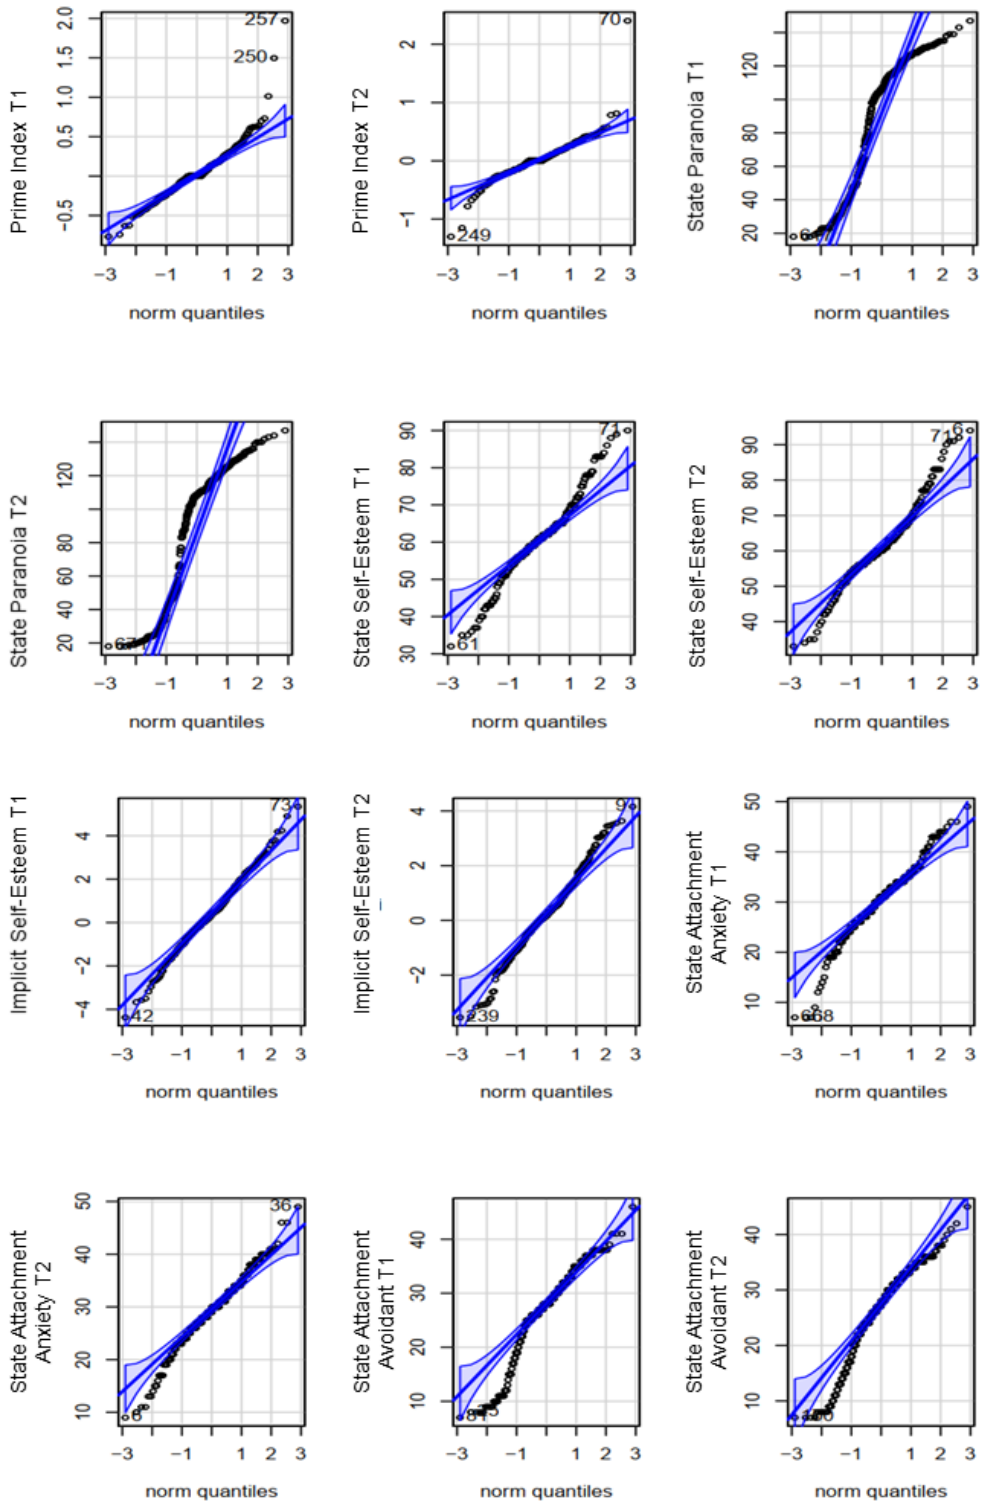 Prime Index T1
2.0
1.5
1.0
0.5
−0.5
257
250
−3 −1 1 2 3
norm quantiles
Prime Index T2
2
1
0
−1
70
249
−3 −1 1 2 3
norm quantiles
State Paranoia T1
120
80
60
40
20
−3 −1 1 2 3
norm quantiles
State Paranoia T2
120
80
60
40
20
−3 −1 1 2 3
norm quantiles
State Self-Esteem T1
90
80
70
60
50
40
30
71
61
−3 −1 1 2 3
norm quantiles
State Self-Esteem T2
90
80
70
60
50
40
71
6
−3 −1 1 2 3
norm quantiles
Implicit Self-Esteem T1
4
2
0
−2
−4
73
42
−3 −1 1 2 3
norm quantiles
Implicit Self-Esteem T2
4
2
0
−2
9
239
−3 −1 1 2 3
norm quantiles
State Attachment
Anxiety T1
50
40
30
20
10
−3 −1 1 2 3
norm quantiles
State Attachment
Anxiety T2
50
40
30
20
10
36
6
−3 −1 1 2 3
norm quantiles
State Attachment
Avoidant T1
40
30
20
10
−3 −1 1 2 3
norm quantiles
State Attachment
Avoidant T2
40
30
20
10
−3 −1 1 2 3
norm quantiles